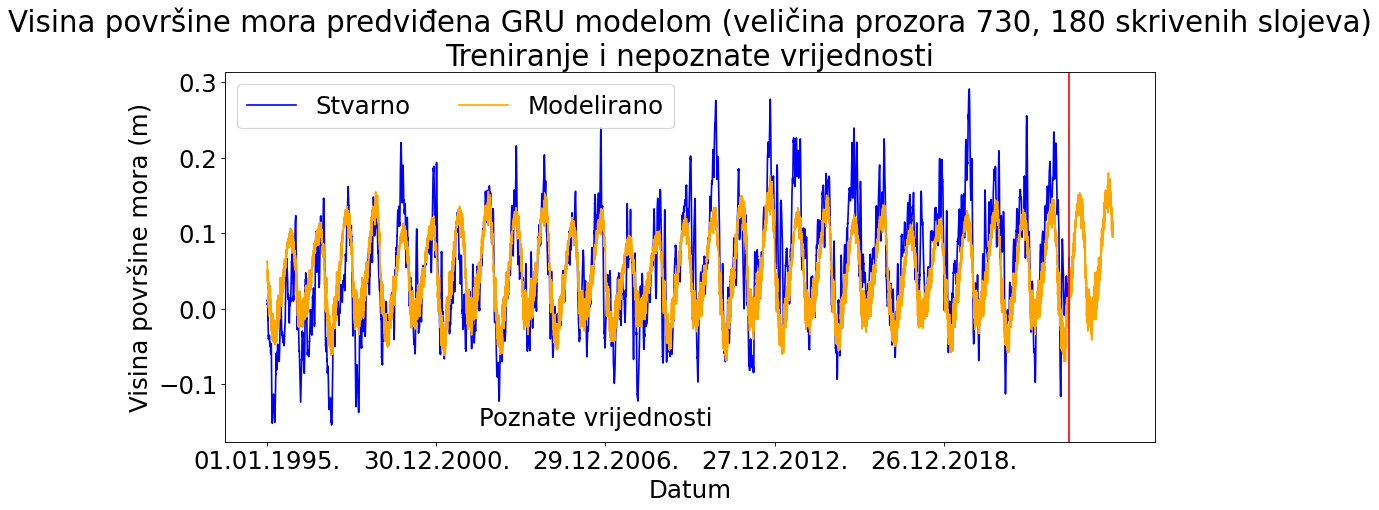 Visina površine mora predviđena GRU modelom (veličina prozora 730, 180 skrivenih slojeva)
Treniranje i nepoznate vrijednosti
Stvarno Modelirano
Visina površine mora (m)
0.3
0.2
0.1
0.0
−0.1
Poznate vrijednosti
01.01.1995. 30.12.2000. 29.12.2006. 27.12.2012. 26.12.2018.
Datum